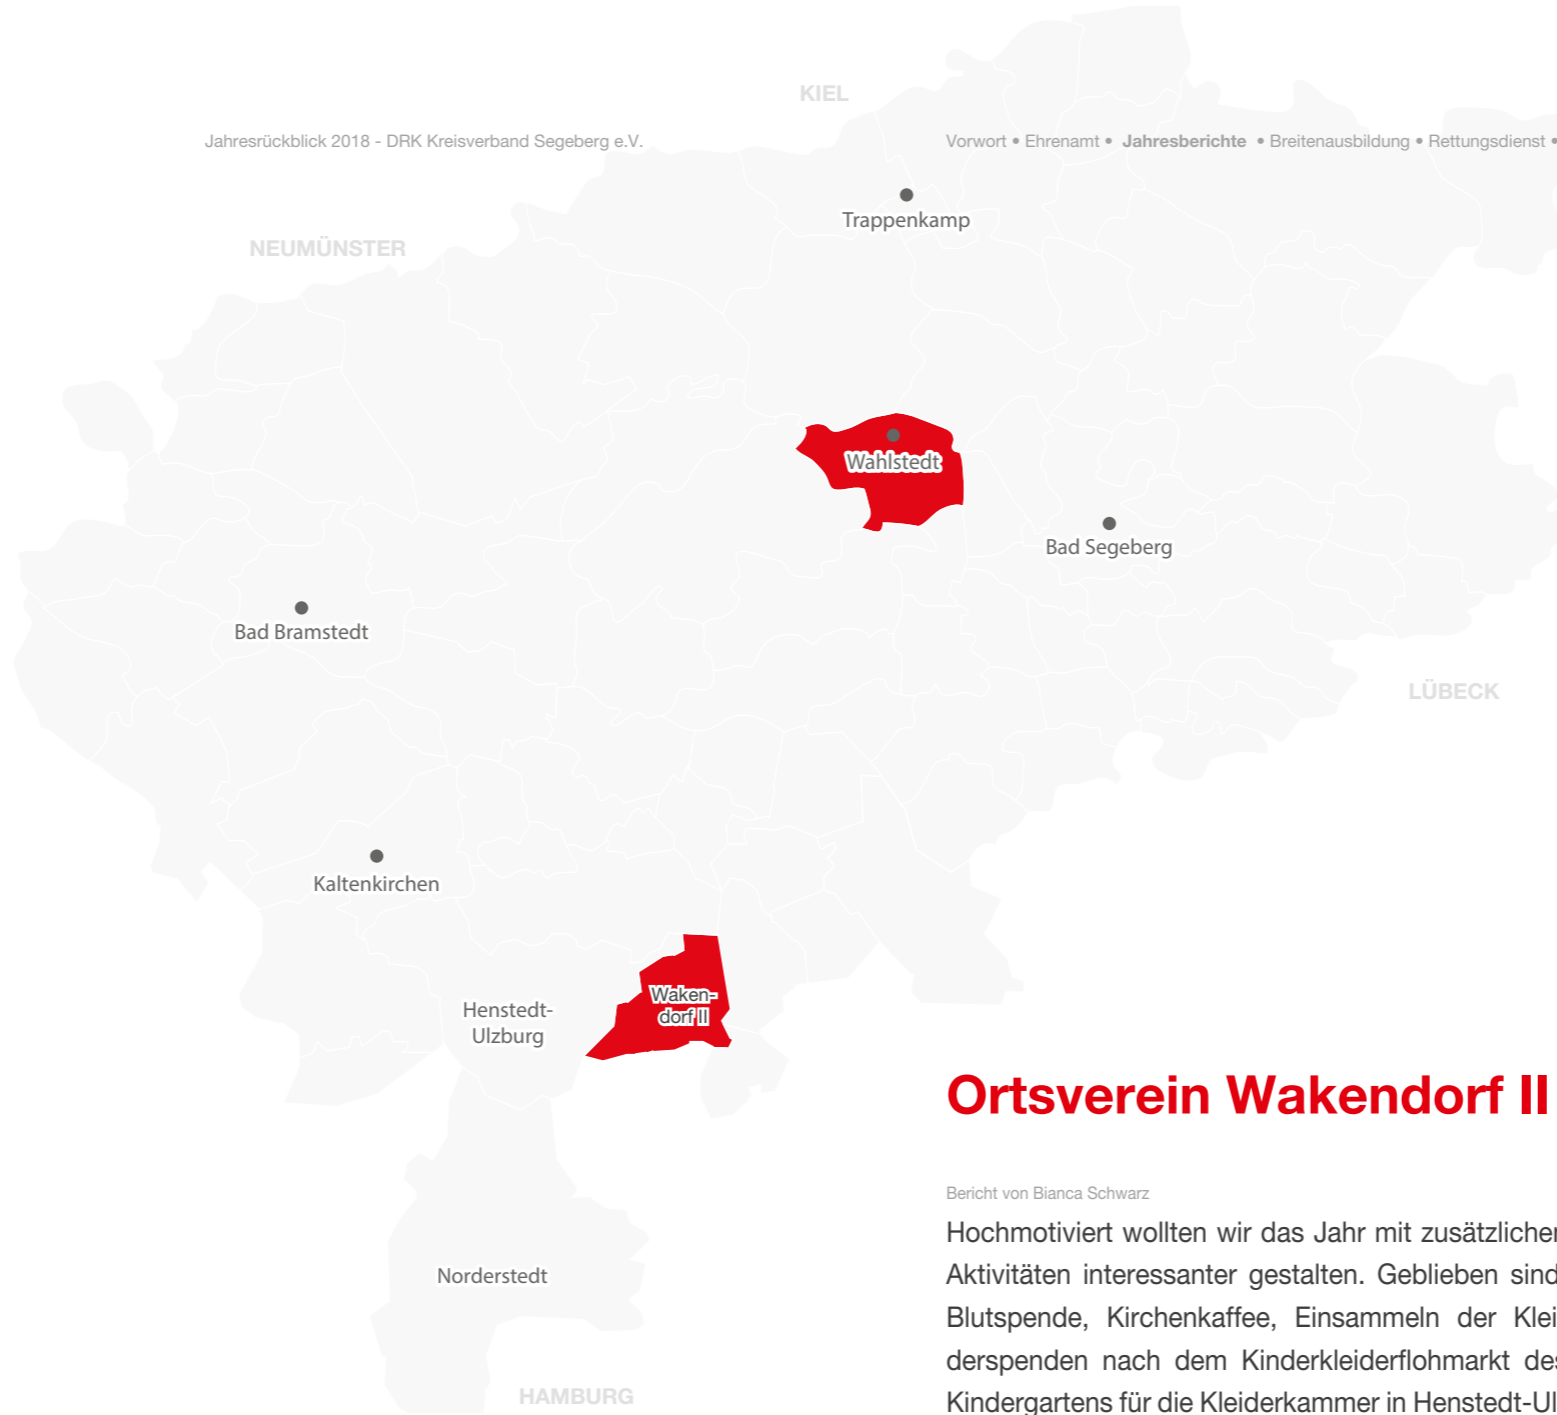 KIEL
Jahresrückblick 2018 - DRK Kreisverband Segeberg e.V.
Vorwort • Ehrenamt • Jahresberichte • Breitenausbildung • Rettungsdienst •
Trappenkamp
NEUMÜNSTER
Wahlstedt
Bad Segeberg
Bad Bramstedt
LÜBECK
Kaltenkirchen
Waken-
dorf II
Henstedt-
Ulzburg
Norderstedt
HAMBURG
Ortsverein Wakendorf II
Bericht von Bianca Schwarz
Hochmotiviert wollten wir das Jahr mit zusätzlichen
Aktivitäten interessanter gestalten. Geblieben sind
Blutspende, Kirchenkaffee, Einsammeln der Klei-
derspenden nach dem Kinderkleiderflohmarkt des
Kindergartens für die Kleiderkammer in Henstedt-Ul